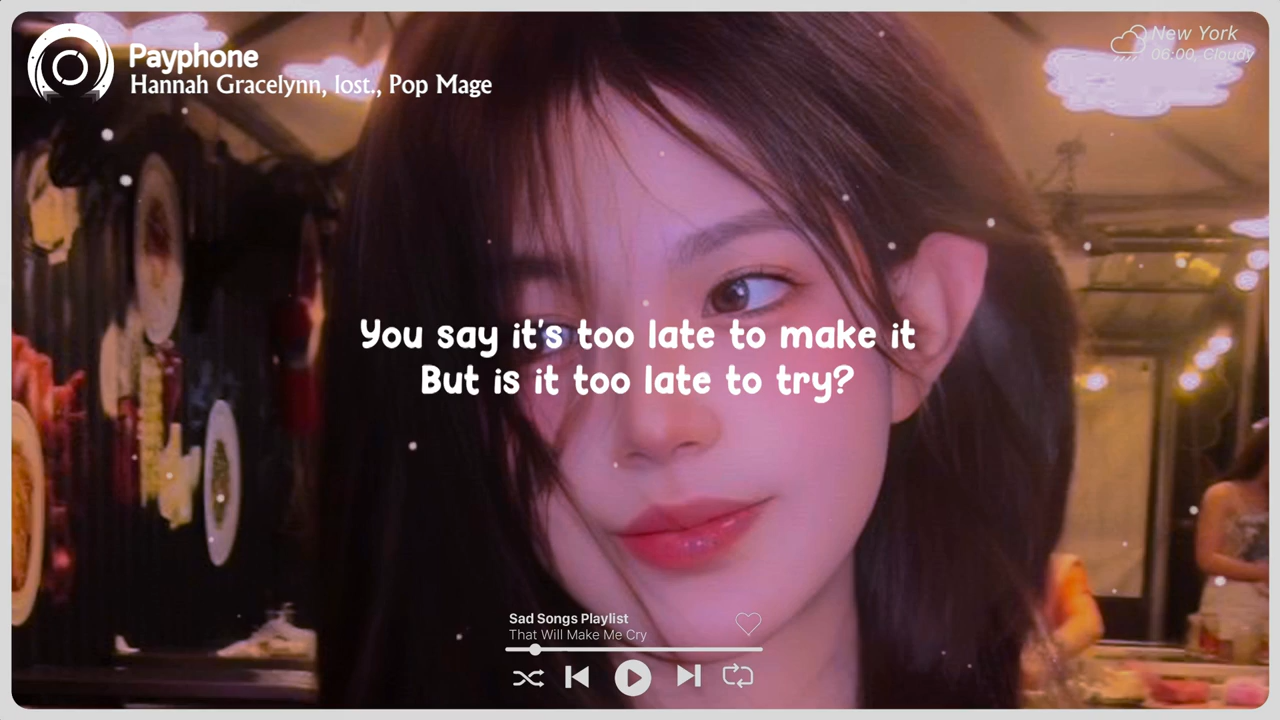 Payphone
Hannah Gracelynn, lost., Pop Mage
New York
06:00, Cloudy
You say it's too late to make it
But is it too late to try?
Sad Songs Playlist
That Will Make Me Cry